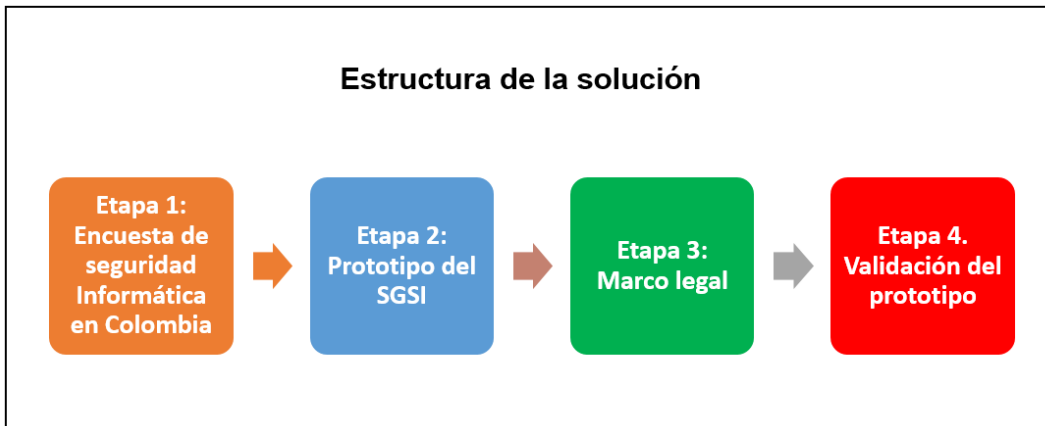 Estructura de la solución
Etapa 1:
Encuesta de
seguridad
Informática
en Colombia
Etapa 2:
Prototipo del
SGSI
Etapa 3:
Marco legal
Etapa 4.
Validación del
prototipo